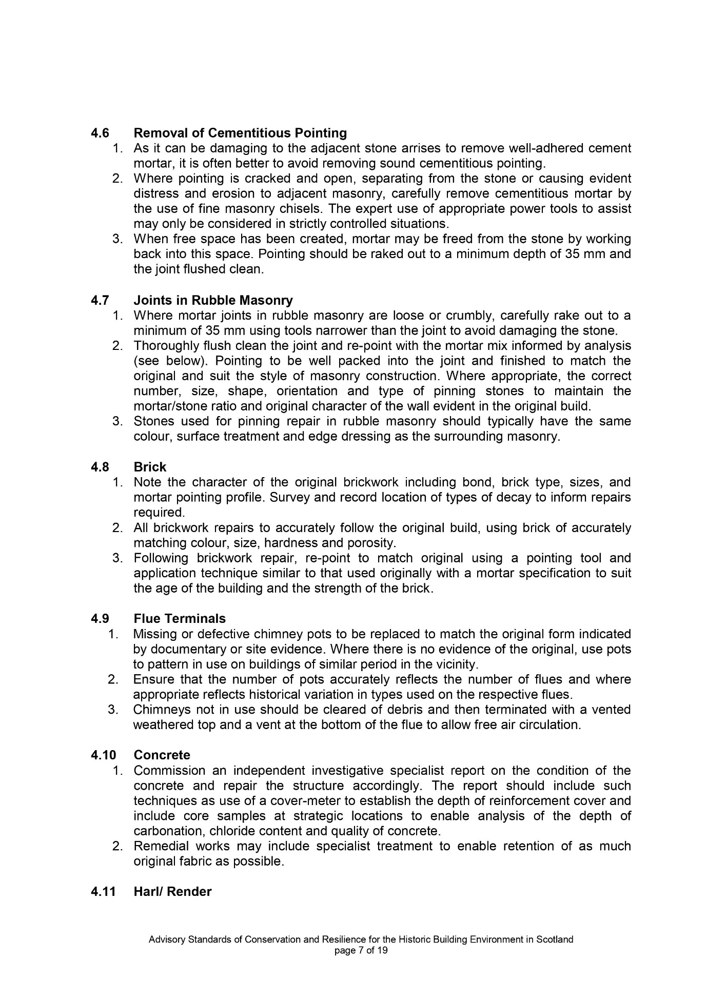 4.6 Removal of Cementitious Pointing
1. As it can be damaging to the adjacent stone arrises to remove well-adhered cement
mortar, it is often better to avoid removing sound cementitious pointing.
2. Where pointing is cracked and open, separating from the stone or causing evident
distress and erosion to adjacent masonry, carefully remove cementitious mortar by
the use of fine masonry chisels. The expert use of appropriate power tools to assist
may only be considered in strictly controlled situations.
3. When free space has been created, mortar may be freed from the stone by working
back into this space. Pointing should be raked out to a minimum depth of 35 mm and
the joint flushed clean.
4.7 Joints in Rubble Masonry
1. Where mortar joints in rubble masonry are loose or crumbly, carefully rake out to a
minimum of 35 mm using tools narrower than the joint to avoid damaging the stone.
2. Thoroughly flush clean the joint and re-point with the mortar mix informed by analysis
(see below). Pointing to be well packed into the joint and finished to match the
original and suit the style of masonry construction. Where appropriate, the correct
number, size, shape, orientation and type of pinning stones to maintain the
mortar/stone ratio and original character of the wall evident in the original build.
3. Stones used for pinning repair in rubble masonry should typically have the same
colour, surface treatment and edge dressing as the surrounding masonry.
4.8 Brick
1. Note the character of the original brickwork including bond, brick type, sizes, and
mortar pointing profile. Survey and record location of types of decay to inform repairs
required.
2. All brickwork repairs to accurately follow the original build, using brick of accurately
matching colour, size, hardness and porosity.
3. Following brickwork repair, re-point to match original using a pointing tool and
application technique similar to that used originally with a mortar specification to suit
the age of the building and the strength of the brick.
4.9 Flue Terminals
1. Missing or defective chimney pots to be replaced to match the original form indicated
by documentary or site evidence. Where there is no evidence of the original, use pots
to pattern in use on buildings of similar period in the vicinity.
2. Ensure that the number of pots accurately reflects the number of flues and where
appropriate reflects historical variation in types used on the respective flues.
3. Chimneys not in use should be cleared of debris and then terminated with a vented
weathered top and a vent at the bottom of the flue to allow free air circulation.
4.10 Concrete
1. Commission an independent investigative specialist report on the condition of the
concrete and repair the structure accordingly. The report should include such
techniques as use of a cover-meter to establish the depth of reinforcement cover and
include core samples at strategic locations to enable analysis of the depth of
carbonation, chloride content and quality of concrete.
2. Remedial works may include specialist treatment to enable retention of as much
original fabric as possible.
4.11 Harl/ Render
Advisory Standards of Conservation and Resilience for the Historic Building Environment in Scotland
page 7 of 19